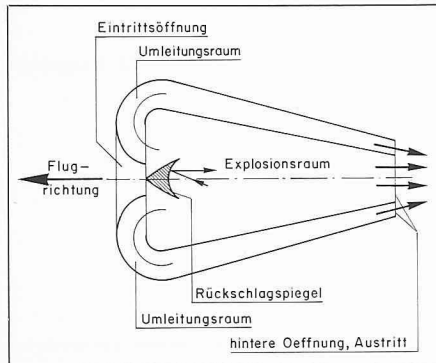 Eintrittsöffnung
Umleitungsraum
Flug-
richtung
Explosionsraum
Rückschlagspiegel
Umleitungsraum
hintere Oeffnung, Austritt